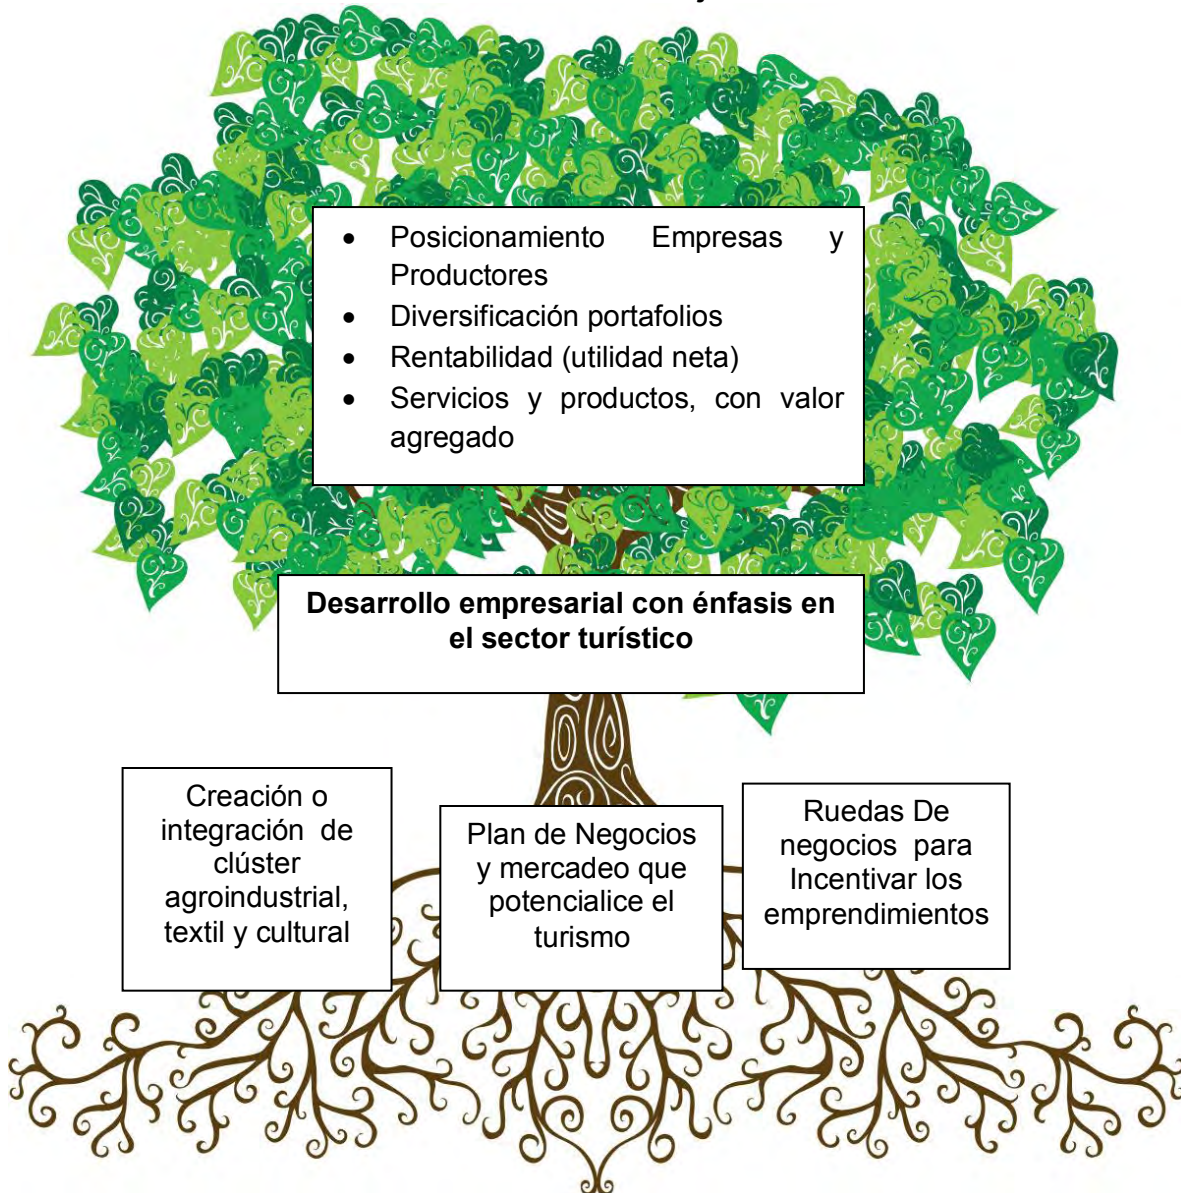 • Posicionamiento Empresas y
Productores
• Diversificación portafolios
• Rentabilidad (utilidad neta)
• Servicios y productos, con valor
agregado
Desarrollo empresarial con énfasis en
el sector turístico
Creación o
integración de
clúster
agroindustrial,
textil y cultural
Plan de Negocios
y mercadeo que
potencialice el
turismo
Ruedas De
negocios para
Incentivar los
emprendimientos